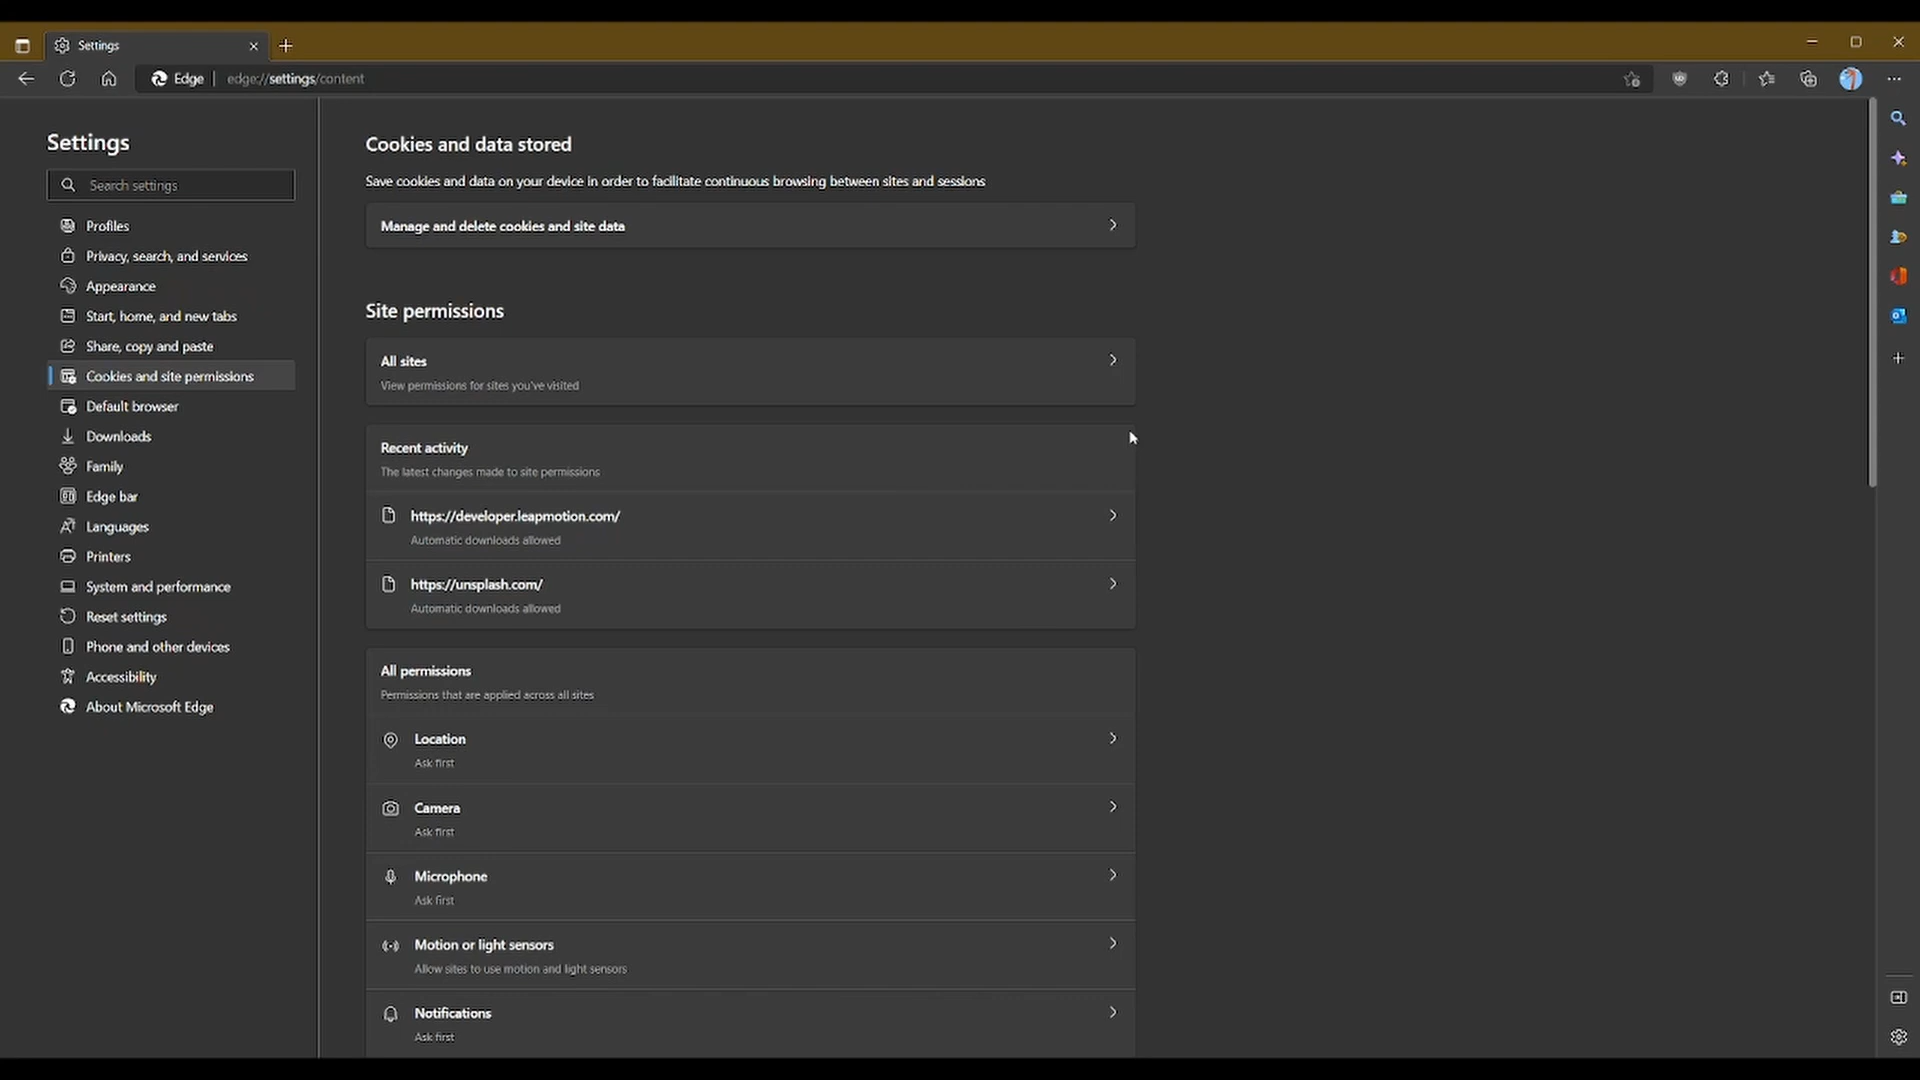 Settings
Edge
edge://settings/content
Settings
Search settings
Profiles
Privacy, search, and services
Appearance
Start, home, and new tabs
Share, copy and paste
Cookies and site permissions
Default browser
Downloads
Family
Edge bar
Languages
Printers
System and performance
Reset settings
Phone and other devices
Accessibility
About Microsoft Edge
Cookies and data stored
Save cookies and data on your device in order to facilitate continuous browsing between sites and sessions
Manage and delete cookies and site data
Site permissions
All sites
View permissions for sites you've visited
Recent activity
The latest changes made to site permissions
https://developer.leapmotion.com/
Automatic downloads allowed
https://unsplash.com/
Automatic downloads allowed
All permissions
Permissions that are applied across all sites
Location
Ask first
Camera
Ask first
Microphone
Ask first
Motion or light sensors
Allow sites to use motion and light sensors
Notifications
Ask first